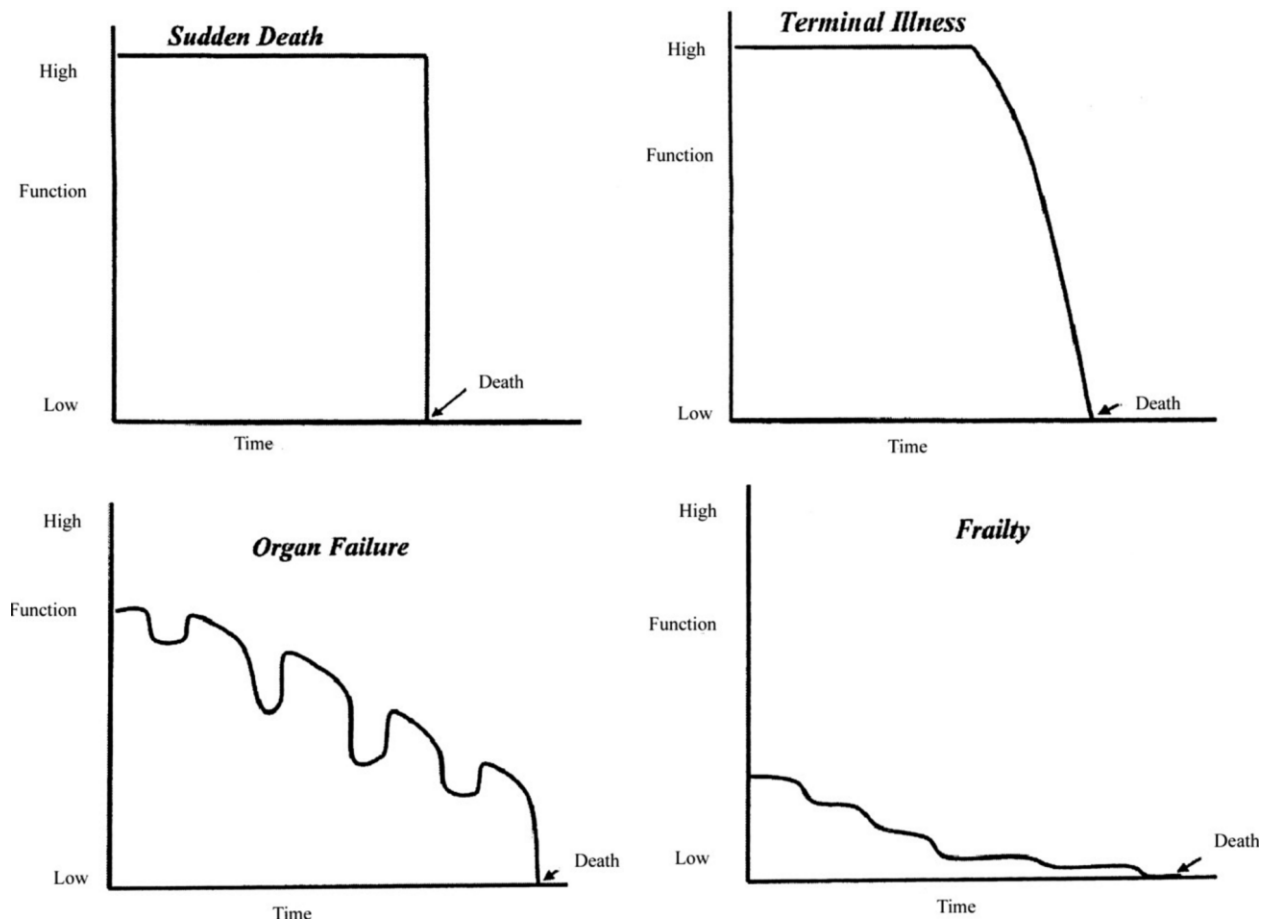 Sudden Death
High
Function
Low
Death
Time
Terminal Illness
High
Function
Low
Death
Time
Organ Failure
High
Function
Low
Death
Time
Frailty
High
Function
Low
Death
Time